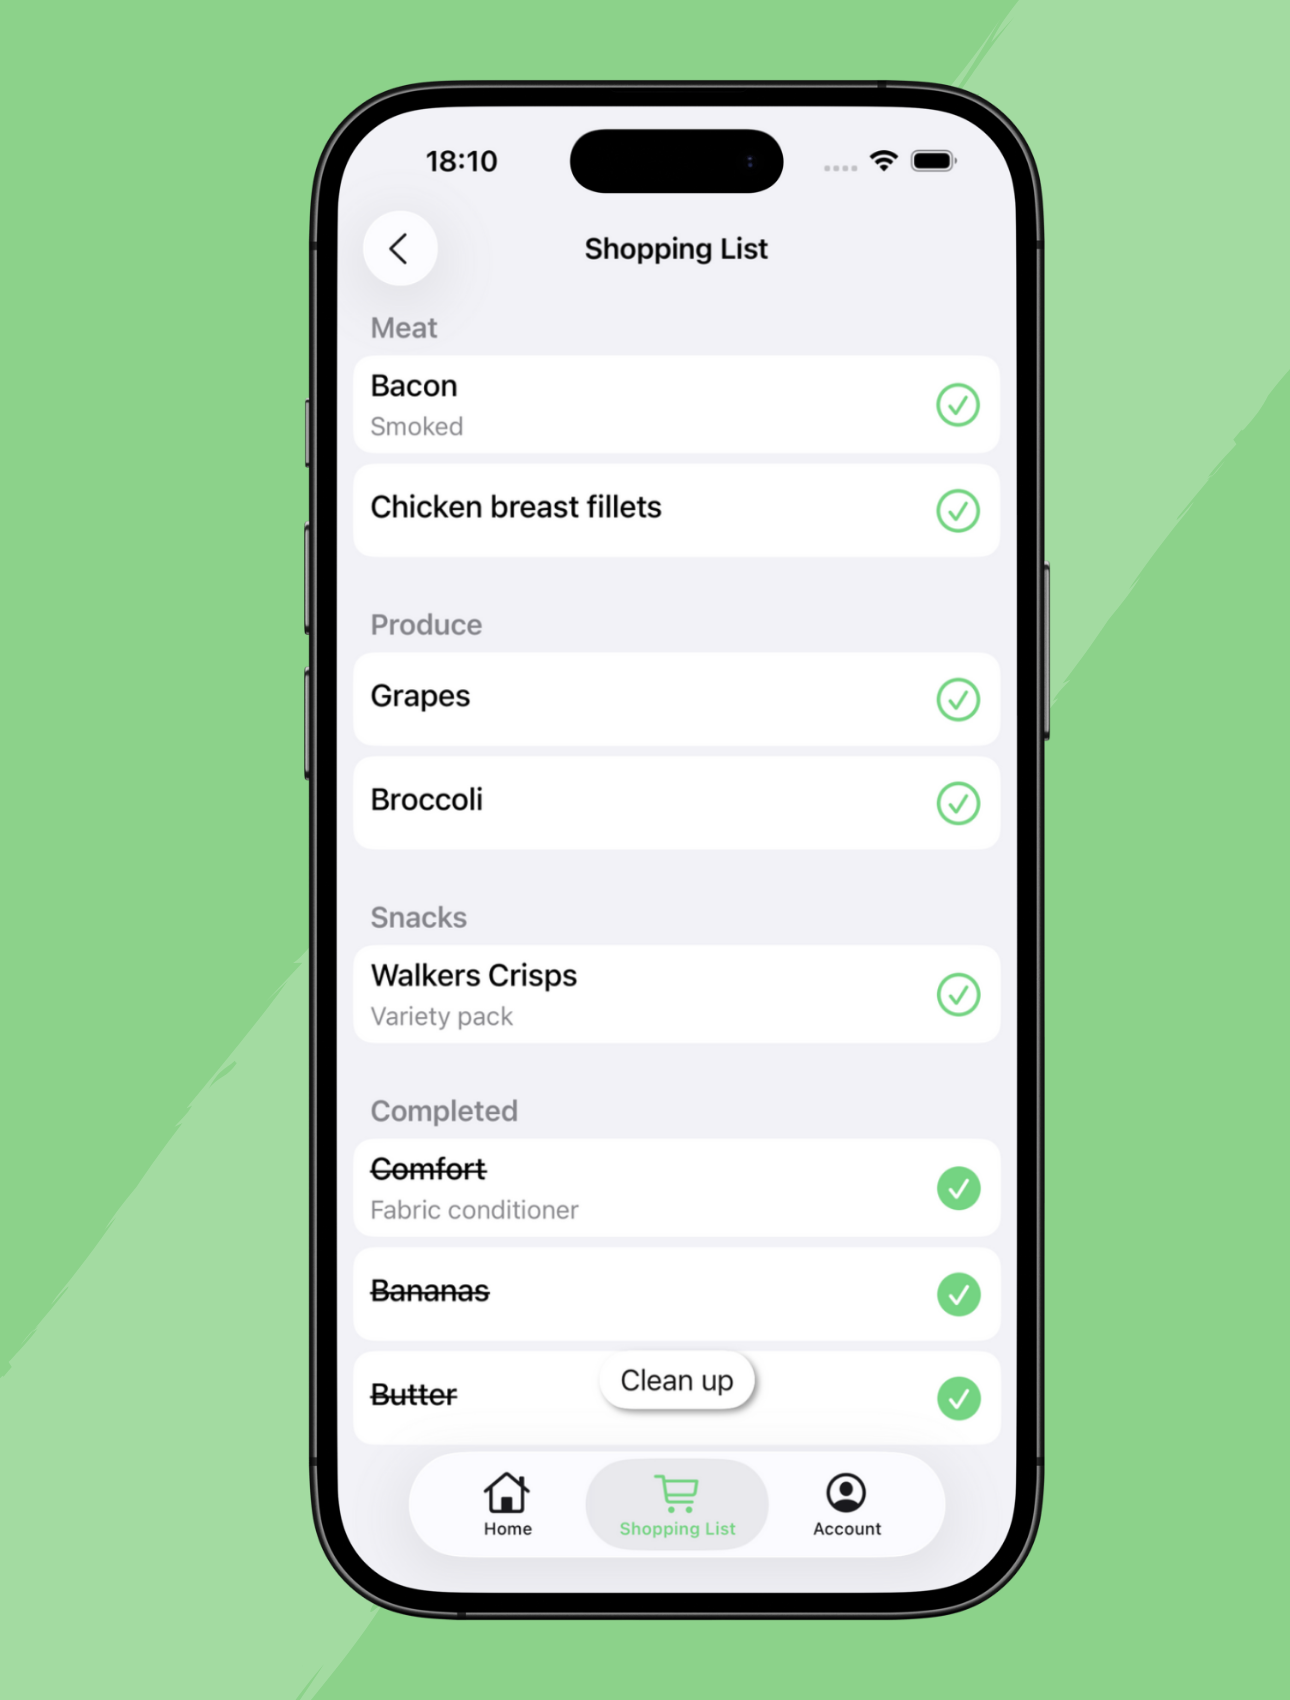 18:10
Shopping List
Meat
Bacon
Smoked
Chicken breast fillets
Produce
Grapes
Broccoli
Snacks
Walkers Crisps
Variety pack
Completed
Comfort
Fabric conditioner
Bananas
Butter
Clean up
Home
Shopping List
Account